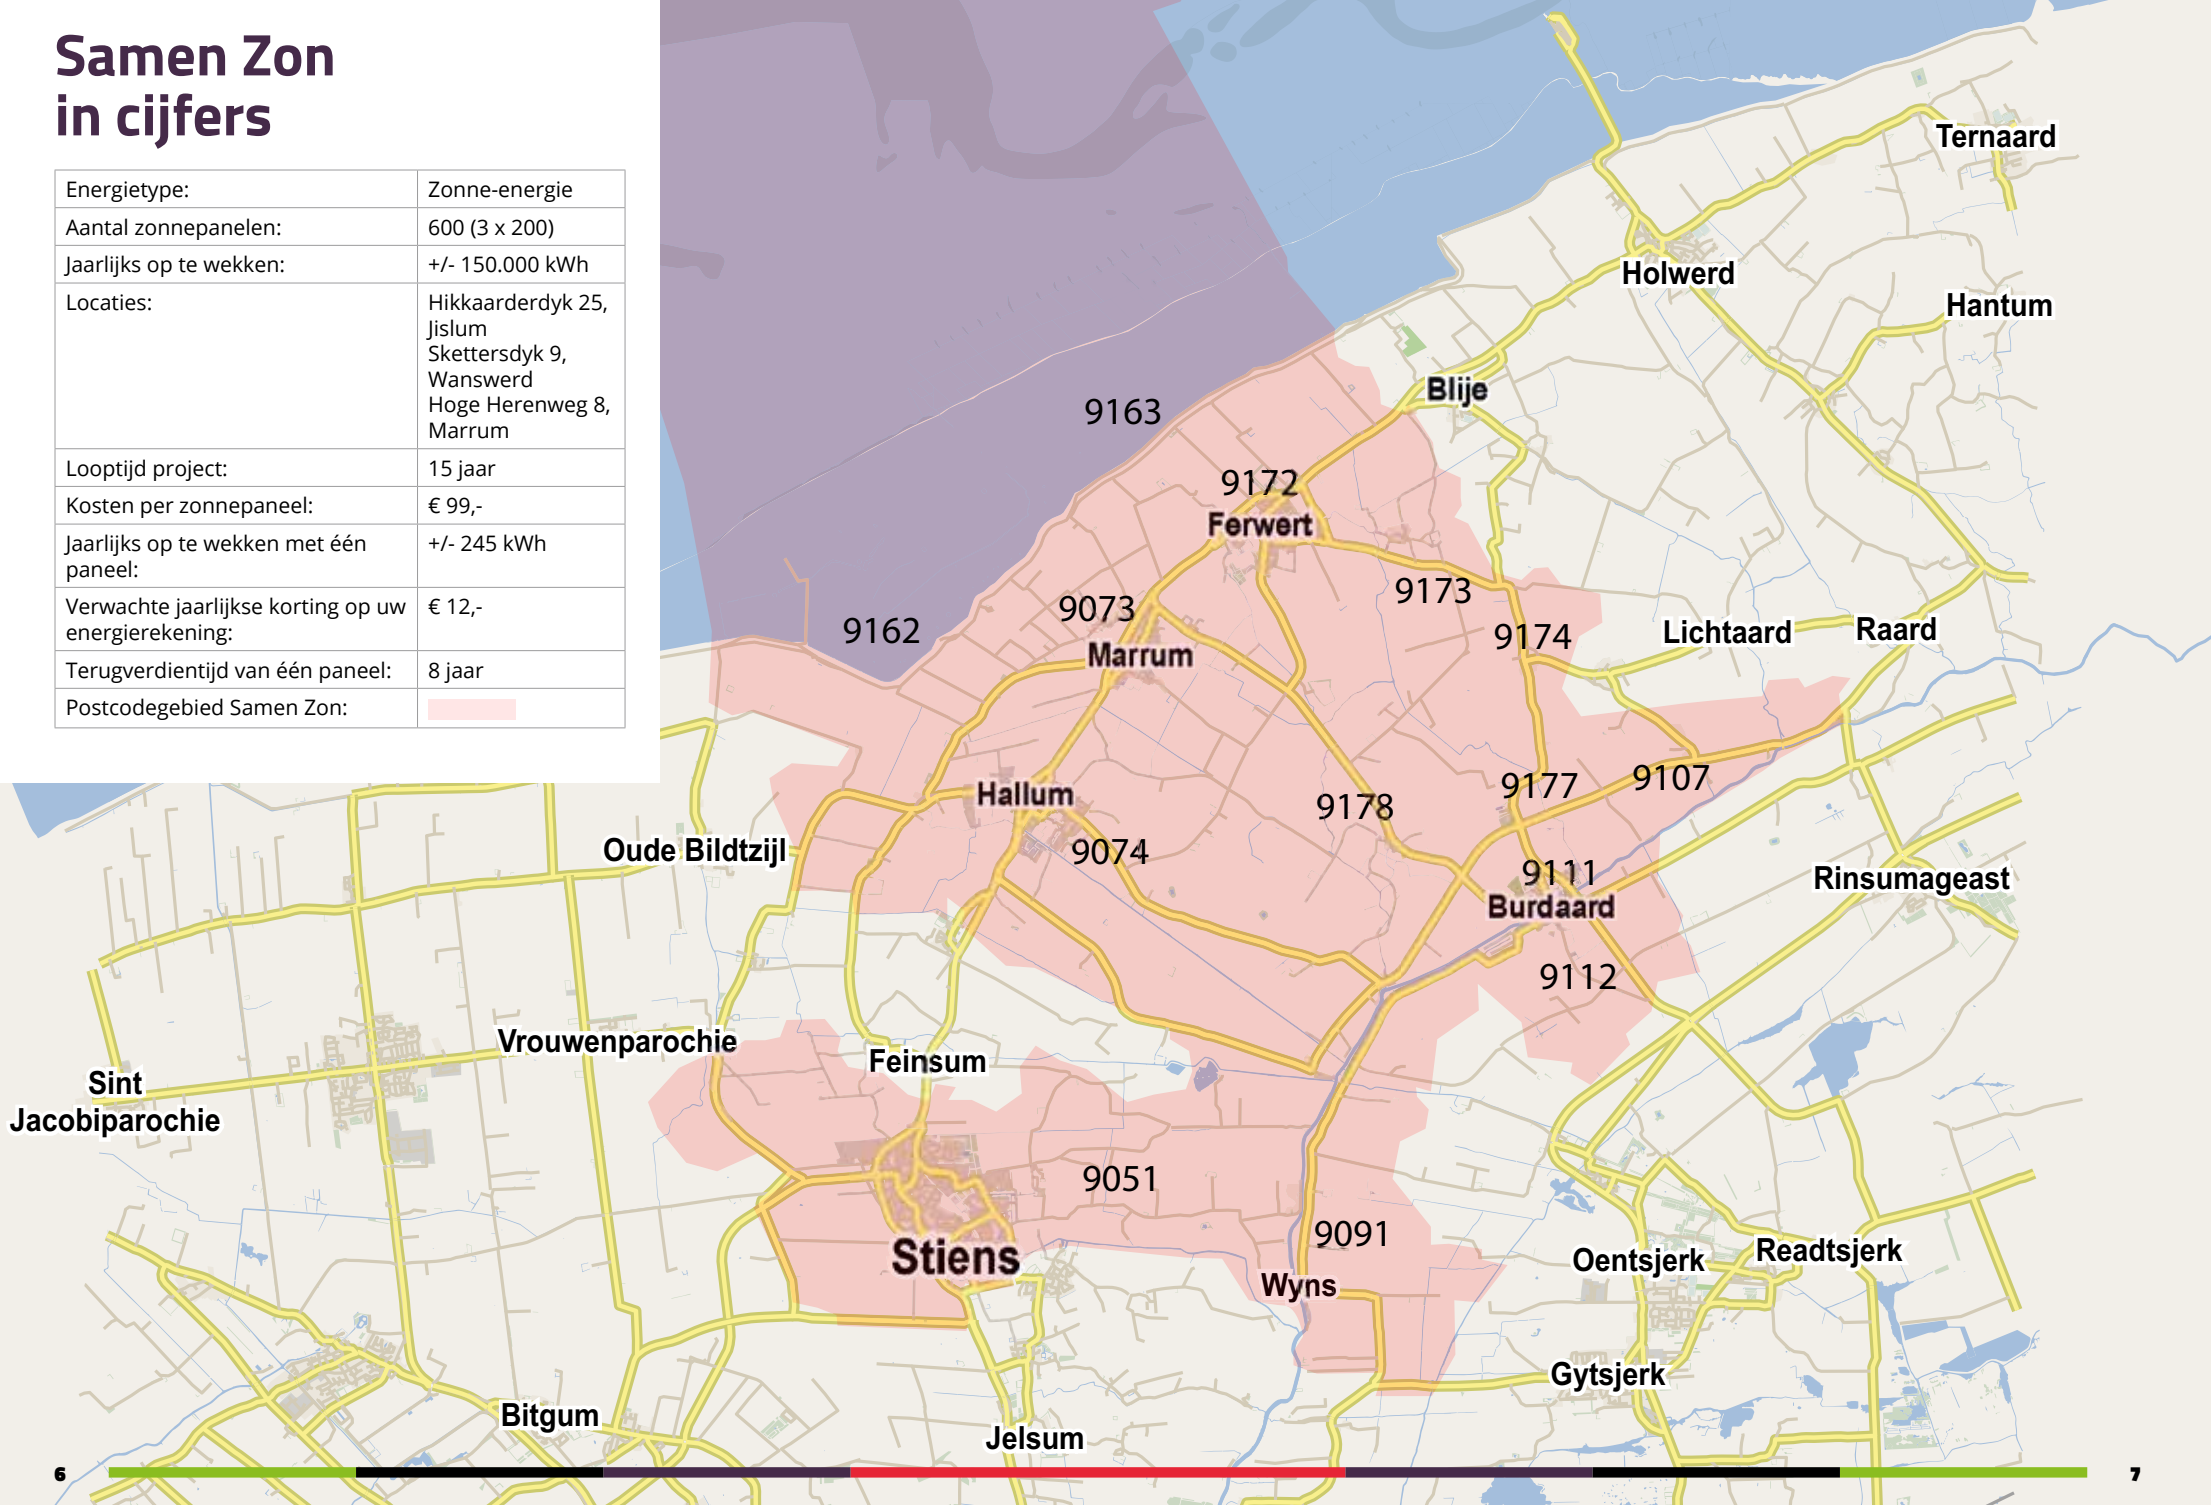 Samen Zon
in cijfers
Energietype: Zonne-energie
Aantal zonnepanelen: 600 (3 x 200)
Jaarlijks op te wekken: +/- 150.000 kWh
Locaties: Hikkaarderdyk 25,
Jislum
Skettersdyk 9,
Wanswerd
Hoge Herenweg 8,
Marrum
Looptijd project: 15 jaar
Kosten per zonnepaneel: € 99,-
Jaarlijks op te wekken met één +/- 245 kWh
paneel:
Verwachte jaarlijkse korting op uw € 12,-
energierekening:
Terugverdientijd van één paneel: 8 jaar
Postcodegebied Samen Zon:
Ternaard
Holwerd
Hantum
Blije
9163
9172
Ferwert
9173
9073
9162
9174
Lichtaard
Raard
Marrum
9177
9107
Hallum
9178
Oude Bildtzijl
9074
9111
Rinsumageast
Burdaard
9112
Vrouwenparochie
Feinsum
Sint
Jacobiparochie
9051
9091
Stiens
Oentsjerk
Readtsjerk
Wyns
Gytsjerk
Bitgum
Jelsum
6
7